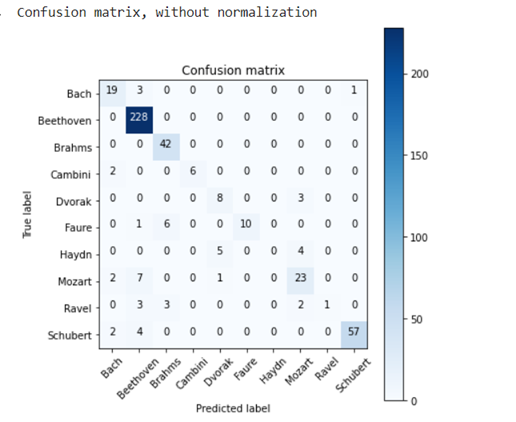 Confusion matrix, without normalization
Confusion matrix
Bach 19 3 0 0 0 0 0 0 0 1
Beethoven 0 228 0 0 0 0 0 0 0 0
Brahms 0 0 42 0 0 0 0 0 0 0
Cambini 2 0 0 6 0 0 0 0 0 0
Dvorak 0 0 0 0 8 0 0 3 0 0
Faure 0 1 6 0 0 10 0 0 0 0
Haydn 0 0 0 0 5 0 0 4 0 0
Mozart 2 7 0 0 1 0 0 23 0 0
Ravel 0 3 3 0 0 0 0 2 1 0
Schubert 2 4 0 0 0 0 0 0 0 57
True label
Bach Beethoven Brahms Cambini Dvorak Faure Haydn Mozart Ravel Schubert
Predicted label
200
150
100
50
0